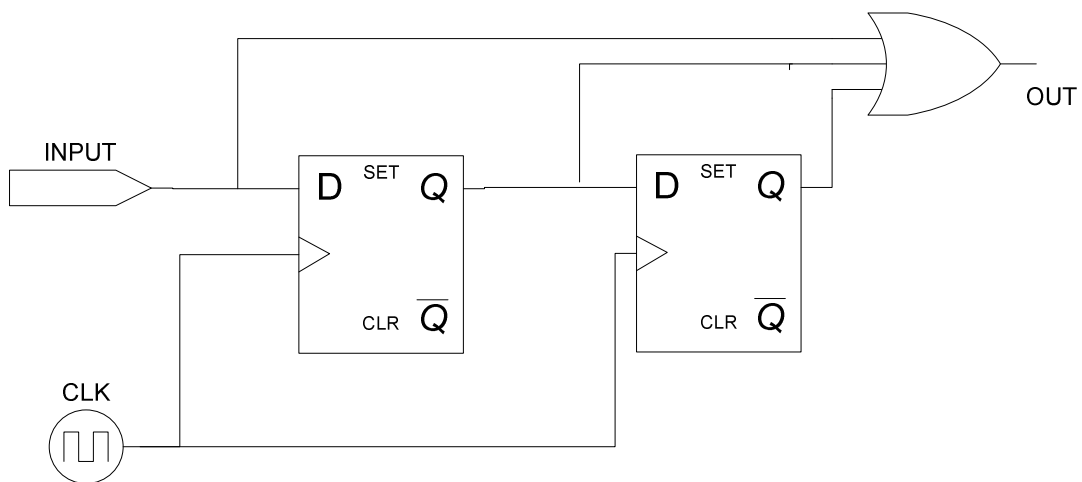 OUT
INPUT
D SET Q
D SET Q
CLR Q̅
CLR Q̅
CLK